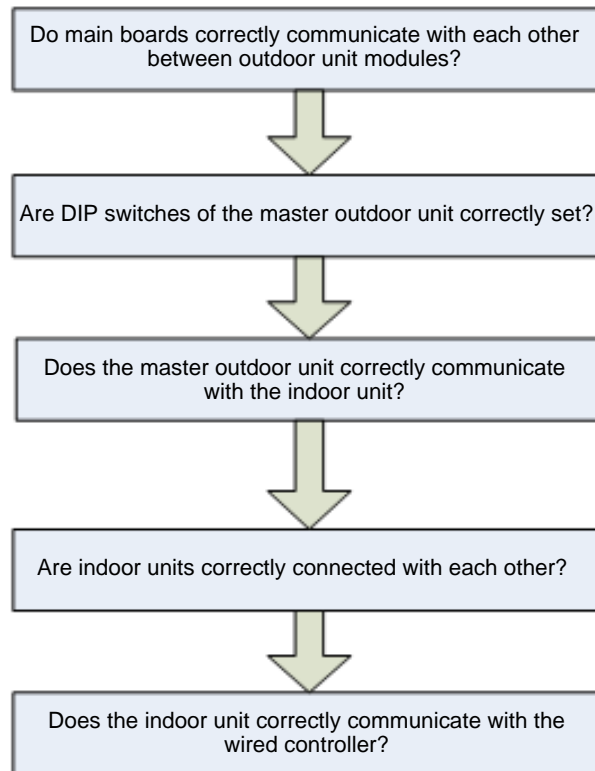 Do main boards correctly communicate with each other
between outdoor unit modules?
Are DIP switches of the master outdoor unit correctly set?
Does the master outdoor unit correctly communicate
with the indoor unit?
Are indoor units correctly connected with each other?
Does the indoor unit correctly communicate with the
wired controller?